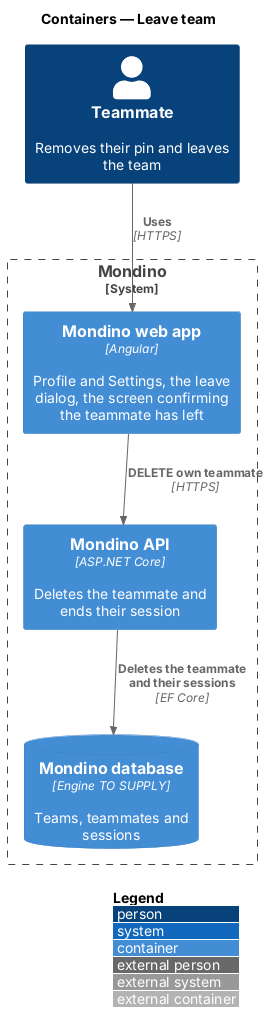 Containers — Leave team
Teammate
Removes their pin and leaves
the team
Uses
[HTTPS]
Mondino
[System]
Mondino web app
[Angular]
Profile and Settings, the leave
dialog, the screen confirming
the teammate has left
DELETE own teammate
[HTTPS]
Mondino API
[ASP.NET Core]
Deletes the teammate and
ends their session
Deletes the teammate
and their sessions
[EF Core]
Mondino database
[Engine TO SUPPLY]
Teams, teammates and
sessions
Legend
person
system
container
external person
external system
external container